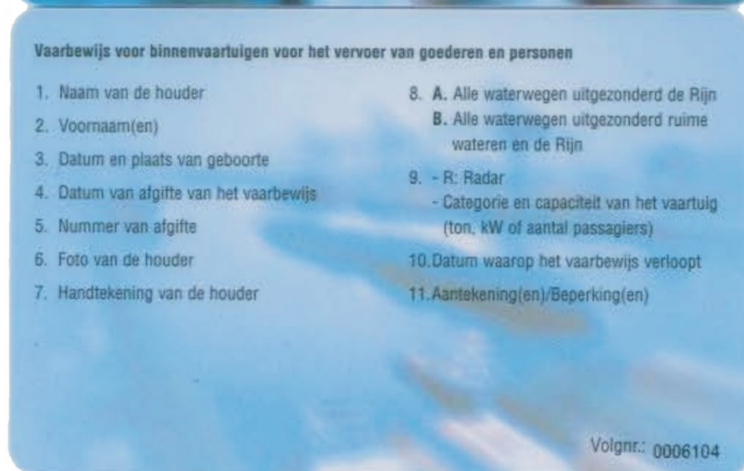 Vaarbewijs voor binnenvaartuigen voor het vervoer van goederen en personen
1. Naam van de houder
2. Voornaam(en)
3. Datum en plaats van geboorte
4. Datum van afgifte van het vaarbewijs
5. Nummer van afgifte
6. Foto van de houder
7. Handtekening van de houder
8. A. Alle waterwegen uitgezonderd de Rijn
B. Alle waterwegen uitgezonderd ruime
wateren en de Rijn
9. - R: Radar
- Categorie en capaciteit van het vaartuig
(ton, kW of aantal passagiers)
10.Datum waarop het vaarbewijs verloopt
11.Aantekening(en)/Beperking(en)
Volgnr.: 0006104